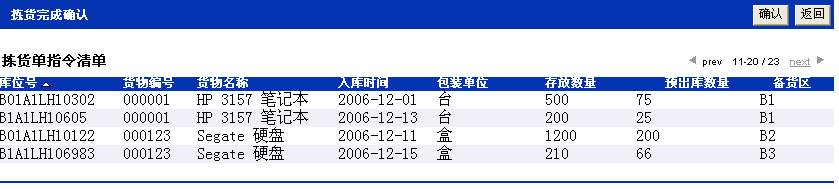 拣货完成确认 确认 返回
拣货单指令清单 prev 11-20 / 23 next
库位号 货物编号 货物名称 入库时间 包装单位 存放数量 预出库数量 备货区
B01A1LH10302 000001 HP 3157 笔记本 2006-12-01 台 500 75 B1
B1A1LH10605 000001 HP 3157 笔记本 2006-12-13 台 200 25 B1
B01A1LH10122 000123 Segate 硬盘 2006-12-11 盒 1200 200 B2
B1A1LH106983 000123 Segate 硬盘 2006-12-15 盒 210 66 B3